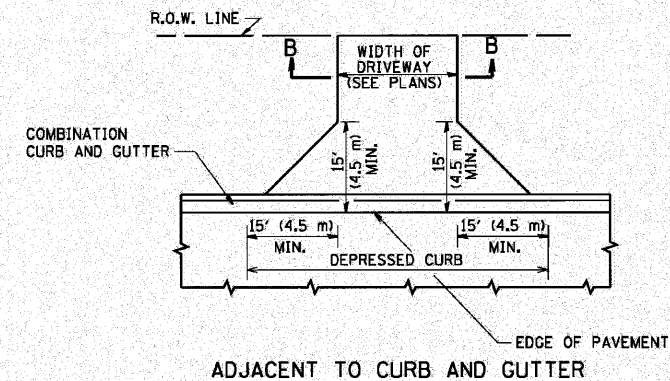 R.O.W. LINE
B
WIDTH OF
DRIVEWAY
(SEE PLANS)
B
COMBINATION
CURB AND GUTTER
15'
(4.5 m)
MIN.
15'
(4.5 m)
MIN.
15' (4.5 m)
MIN.
15' (4.5 m)
MIN.
DEPRESSED CURB
EDGE OF PAVEMENT
ADJACENT TO CURB AND GUTTER